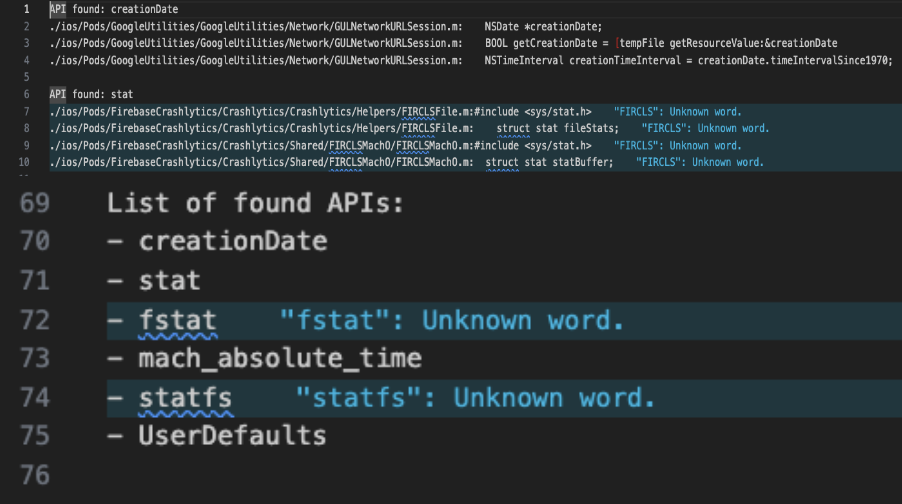 1 API found: creationDate
2 ./ios/Pods/GoogleUtilities/GoogleUtilities/Network/GULNetworkURLSession.m:    NSDate *creationDate;
3 ./ios/Pods/GoogleUtilities/GoogleUtilities/Network/GULNetworkURLSession.m:    BOOL getCreationDate = [tempFile getResourceValue:&creationDate
4 ./ios/Pods/GoogleUtilities/GoogleUtilities/Network/GULNetworkURLSession.m:    NSTimeInterval creationTimeInterval = creationDate.timeIntervalSince1970;
5
6 API found: stat
7 ./ios/Pods/FirebaseCrashlytics/Crashlytics/Crashlytics/Helpers/FIRCLSFile.m:#include <sys/stat.h>    "FIRCLS": Unknown word.
8 ./ios/Pods/FirebaseCrashlytics/Crashlytics/Crashlytics/Helpers/FIRCLSFile.m:    struct stat fileStats;    "FIRCLS": Unknown word.
9 ./ios/Pods/FirebaseCrashlytics/Crashlytics/Shared/FIRCLSMachO/FIRCLSMachO.m:#include <sys/stat.h>    "FIRCLS": Unknown word.
10 ./ios/Pods/FirebaseCrashlytics/Crashlytics/Shared/FIRCLSMachO/FIRCLSMachO.m:  struct stat statBuffer;    "FIRCLS": Unknown word.
69 List of found APIs:
70 – creationDate
71 – stat
72 – fstat    "fstat": Unknown word.
73 – mach_absolute_time
74 – statfs    "statfs": Unknown word.
75 – UserDefaults
76